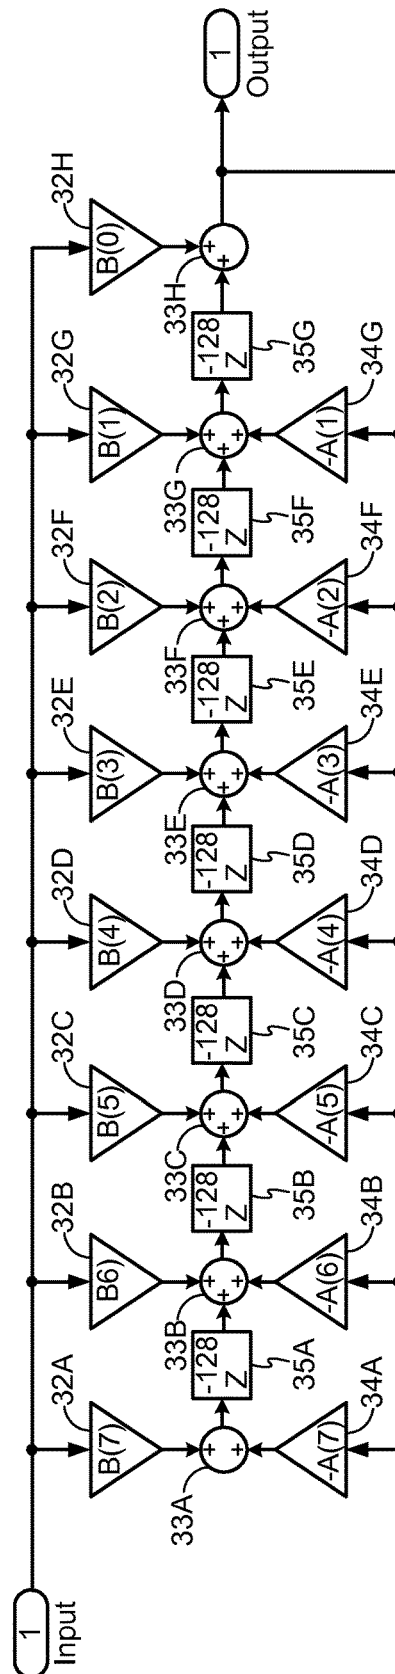 1
Input
32A
32B
32C
32D
32E
32F
32G
32H
B(7)
B6)
B(5)
B(4)
B(3)
B(2)
B(1)
B(0)
33A
33B
33C
33D
33E
33F
33G
33H
+ +
+ + +
+ + +
+ + +
+ + +
+ + +
+ + +
+ +
-128
Z
-128
Z
-128
Z
-128
Z
-128
Z
-128
Z
-128
Z
35A
35B
35C
35D
35E
35F
35G
-A(7)
-A(6)
-A(5)
-A(4)
-A(3)
-A(2)
-A(1)
34A
34B
34C
34D
34E
34F
34G
1
Output